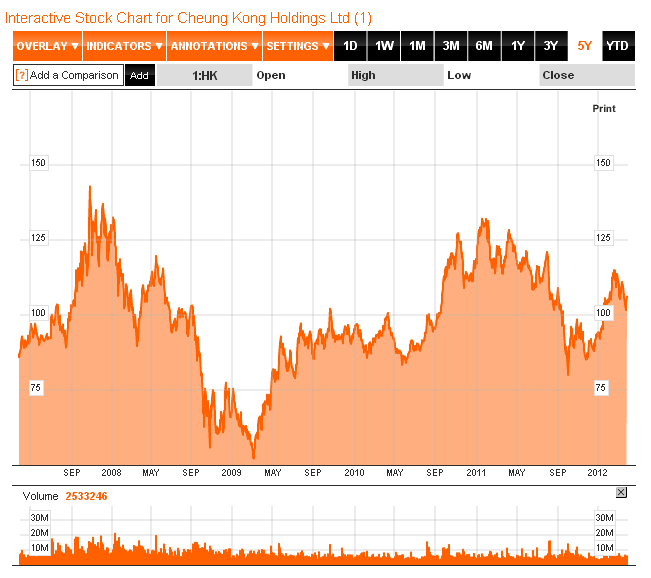 Interactive Stock Chart for Cheung Kong Holdings Ltd (1)
OVERLAY ▼ INDICATORS ▼ ANNOTATIONS ▼ SETTINGS ▼ 1D 1W 1M 3M 6M 1Y 3Y 5Y YTD
[?] Add a Comparison Add 1:HK Open High Low Close
Print
150 150
125 125
100 100
75 75
SEP 2008 MAY SEP 2009 MAY SEP 2010 MAY SEP 2011 MAY SEP 2012
Volume 2533246
30M 30M
20M 20M
10M 10M